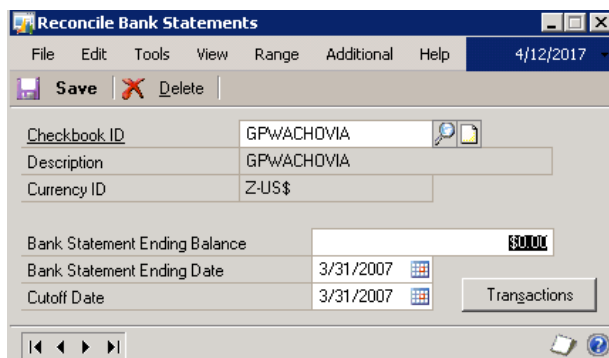 Reconcile Bank Statements
File Edit Tools View Range Additional Help 4/12/2017
Save Delete
Checkbook ID GPWACHOVIA
Description GPWACHOVIA
Currency ID Z-US$
Bank Statement Ending Balance $0.00
Bank Statement Ending Date 3/31/2007
Cutoff Date 3/31/2007 Transactions